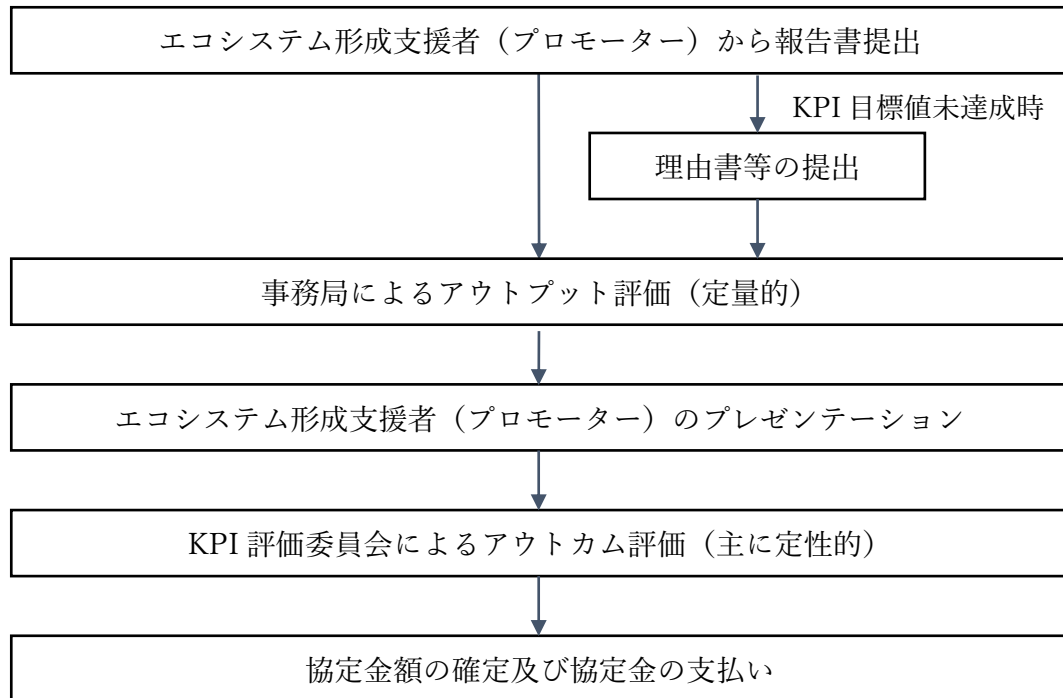 エコシステム形成支援者（プロモーター）から報告書提出
KPI 目標値未達成時
理由書等の提出
事務局によるアウトプット評価（定量的）
エコシステム形成支援者（プロモーター）のプレゼンテーション
KPI 評価委員会によるアウトカム評価（主に定性的）
協定金額の確定及び協定金の支払い